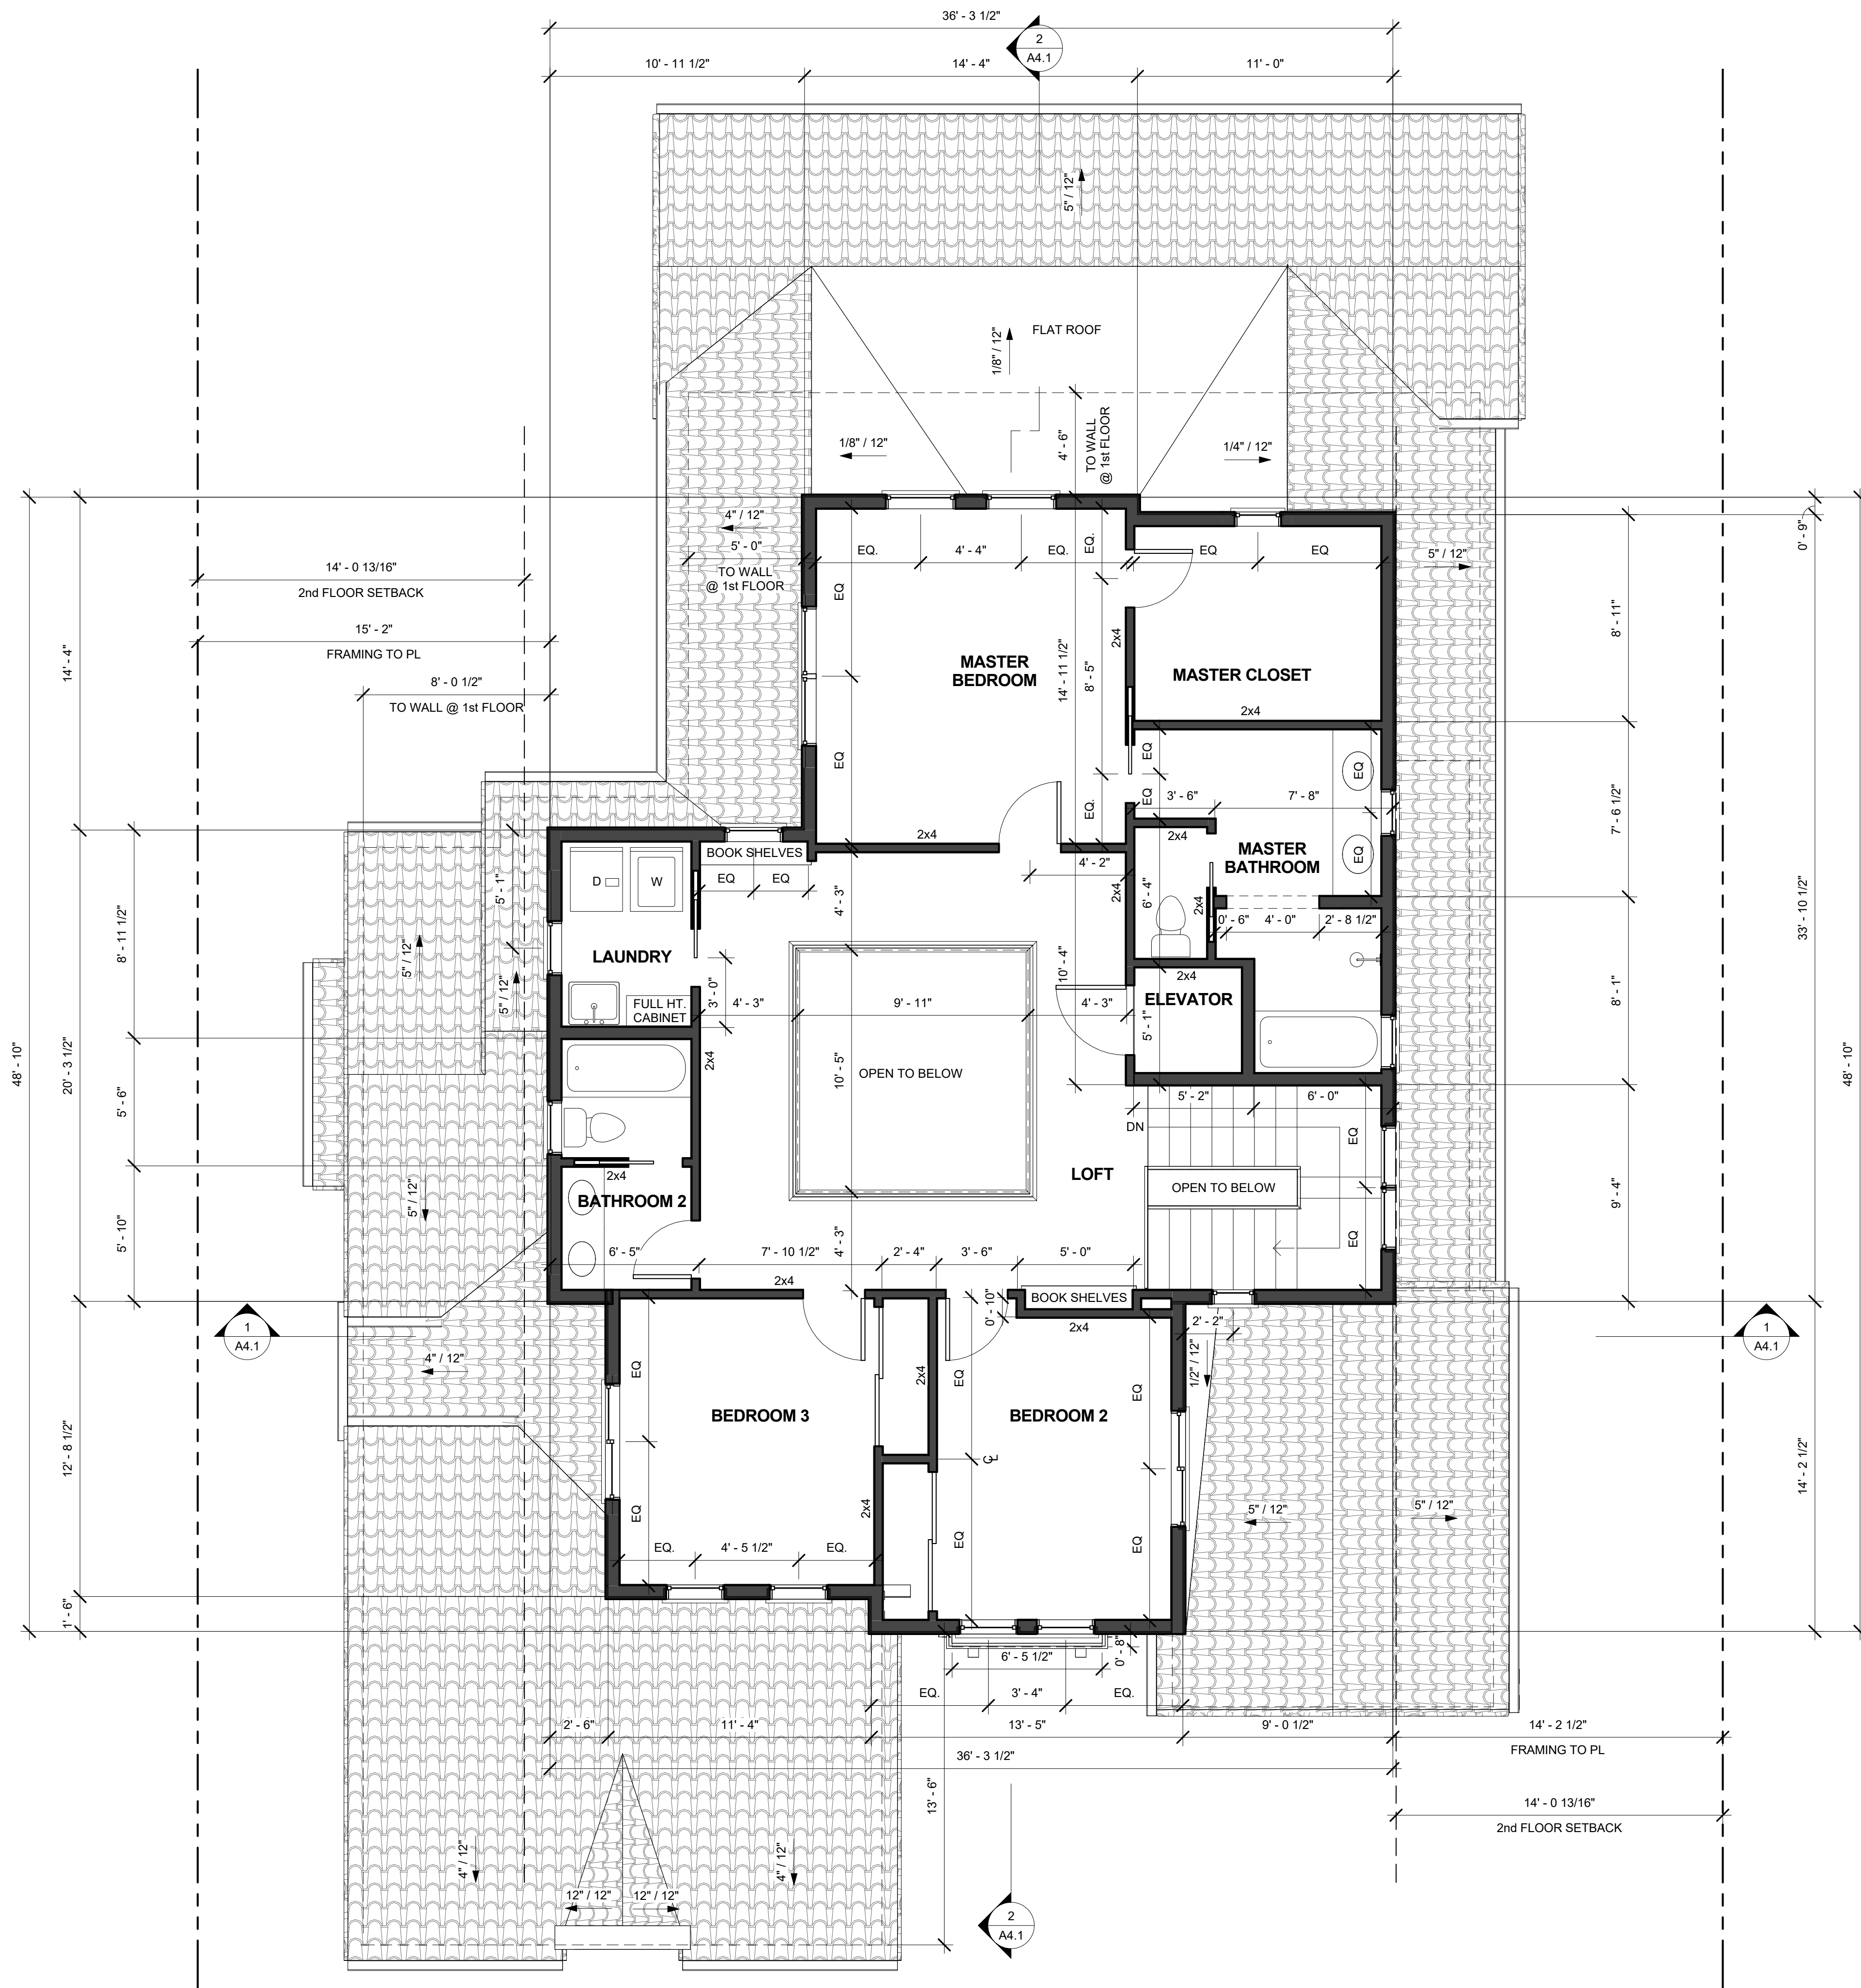 36' - 3 1/2"
2
A4.1
10' - 11 1/2"
14' - 4"
11' - 0"
5" / 12"
FLAT ROOF
1/8" / 12"
1/8" / 12"
4' - 6"
TO WALL
@ 1st FLOOR
1/4" / 12"
4" / 12"
5' - 0"
TO WALL
@ 1st FLOOR
EQ.
4' - 4"
EQ.
EQ.
EQ
EQ
5" / 12"
0' - 9"
14' - 0 13/16"
2nd FLOOR SETBACK
15' - 2"
FRAMING TO PL
8' - 0 1/2"
TO WALL @ 1st FLOOR
14' - 4"
EQ
EQ
MASTER
BEDROOM
14' - 11 1/2"
8' - 5"
2x4
MASTER CLOSET
2x4
8' - 11"
EQ
EQ
EQ.
3' - 6"
7' - 8"
EQ
EQ
7' - 6 1/2"
2x4
2x4
MASTER
BATHROOM
4' - 2"
BOOK SHELVES
EQ
EQ
D
W
4' - 3"
2x4
6' - 4"
2x4
0' - 6"
4' - 0"
2' - 8 1/2"
33' - 10 1/2"
5' - 1"
8' - 11 1/2"
5" / 12"
5" / 12"
LAUNDRY
FULL HT.
CABINET
3' - 0"
4' - 3"
9' - 11"
10' - 4"
4' - 3"
2x4
ELEVATOR
5' - 1"
8' - 1"
48' - 10"
20' - 3 1/2"
5' - 6"
2x4
10' - 5"
OPEN TO BELOW
48' - 10"
5' - 2"
6' - 0"
DN
EQ
LOFT
OPEN TO BELOW
EQ
9' - 4"
2x4
BATHROOM 2
5" / 12"
5' - 10"
6' - 5"
7' - 10 1/2"
4' - 3"
2' - 4"
3' - 6"
5' - 0"
2x4
0' - 10"
BOOK SHELVES
2x4
2' - 2"
1/2" / 12"
1
A4.1
1
A4.1
4" / 12"
EQ
2x4
EQ
EQ
BEDROOM 3
BEDROOM 2
12' - 8 1/2"
14' - 2 1/2"
CL
EQ
2x4
EQ
EQ
5" / 12"
5" / 12"
EQ.
4' - 5 1/2"
EQ.
1' - 6"
6' - 5 1/2"
0' - 8"
EQ.
3' - 4"
EQ.
2' - 6"
11' - 4"
13' - 5"
9' - 0 1/2"
14' - 2 1/2"
FRAMING TO PL
36' - 3 1/2"
13' - 6"
14' - 0 13/16"
2nd FLOOR SETBACK
4" / 12"
4" / 12"
12" / 12"
12" / 12"
2
A4.1